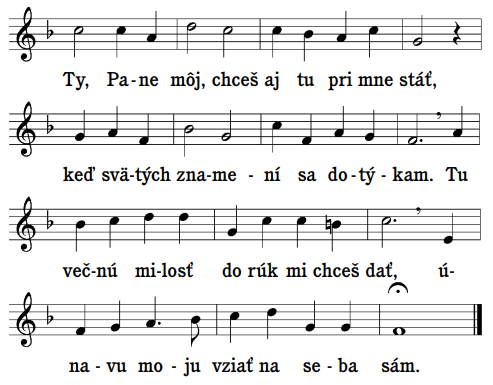 Ty, Pa-ne môj, chceš aj tu pri mne stáť,
keď svä-tých zna-me - ní sa do-tý-kam. Tu
več-nú mi-losť do rúk mi chceš dať, ú-
na-vu mo-ju vziať na se-ba sám.